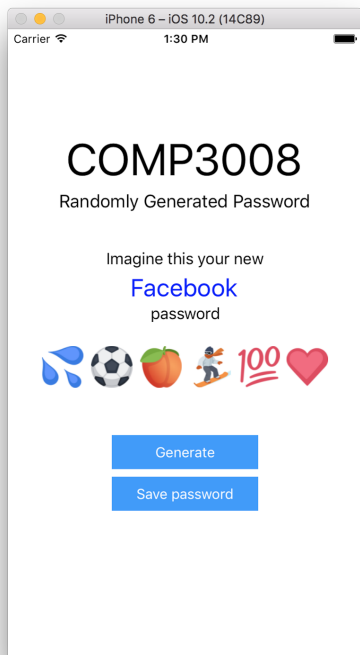 iPhone 6 – iOS 10.2 (14C89)
Carrier 1:30 PM
COMP3008
Randomly Generated Password
Imagine this your new
Facebook
password
💦⚽🍑🏂💯❤️
Generate
Save password